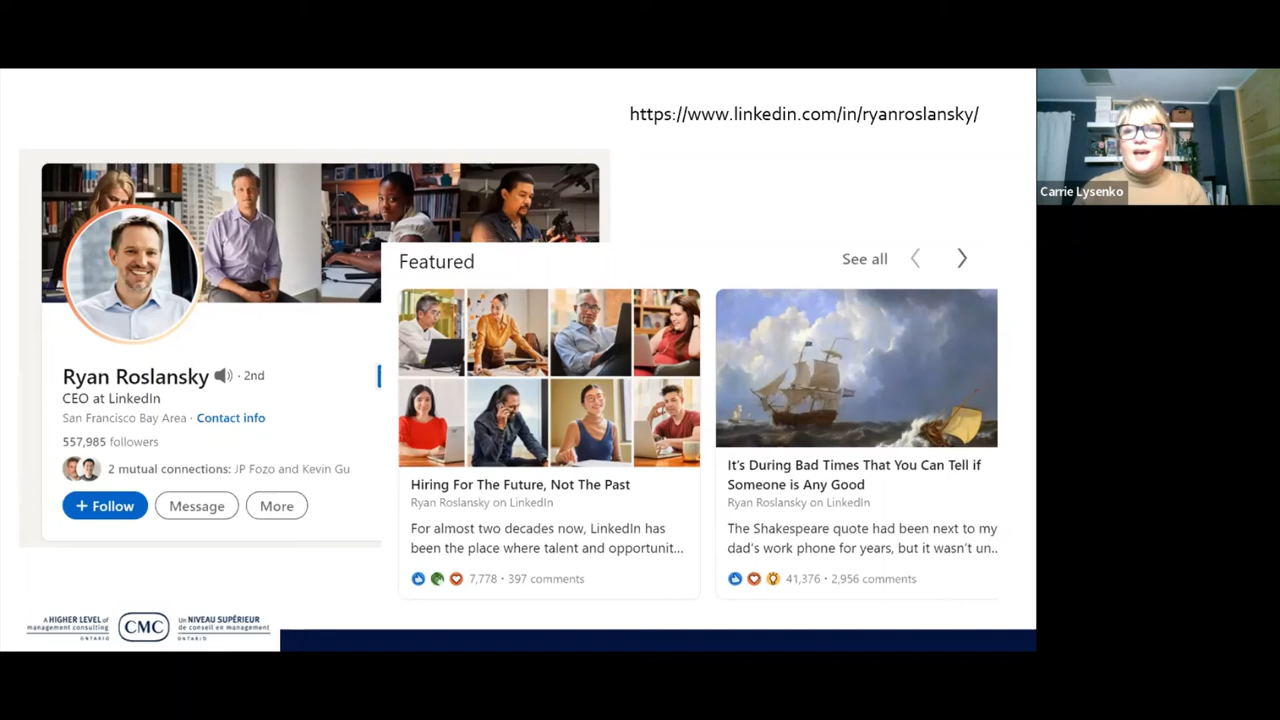 https://www.linkedin.com/in/ryanroslansky/
Carrie Lysenko
Ryan Roslansky · 2nd
CEO at LinkedIn
San Francisco Bay Area · Contact info
557,985 followers
2 mutual connections: JP Fozo and Kevin Gu
+ Follow
Message
More
Featured
See all
Hiring For The Future, Not The Past
Ryan Roslansky on LinkedIn
For almost two decades now, LinkedIn has
been the place where talent and opportunit...
7,778 · 397 comments
It's During Bad Times That You Can Tell if
Someone is Any Good
Ryan Roslansky on LinkedIn
The Shakespeare quote had been next to my
dad's work phone for years, but it wasn't un..
41,376 · 2,956 comments
A HIGHER LEVEL of
management consulting
ONTARIO
CMC
UN NIVEAU SUPÉRIEUR
de conseil en management
ONTARIO